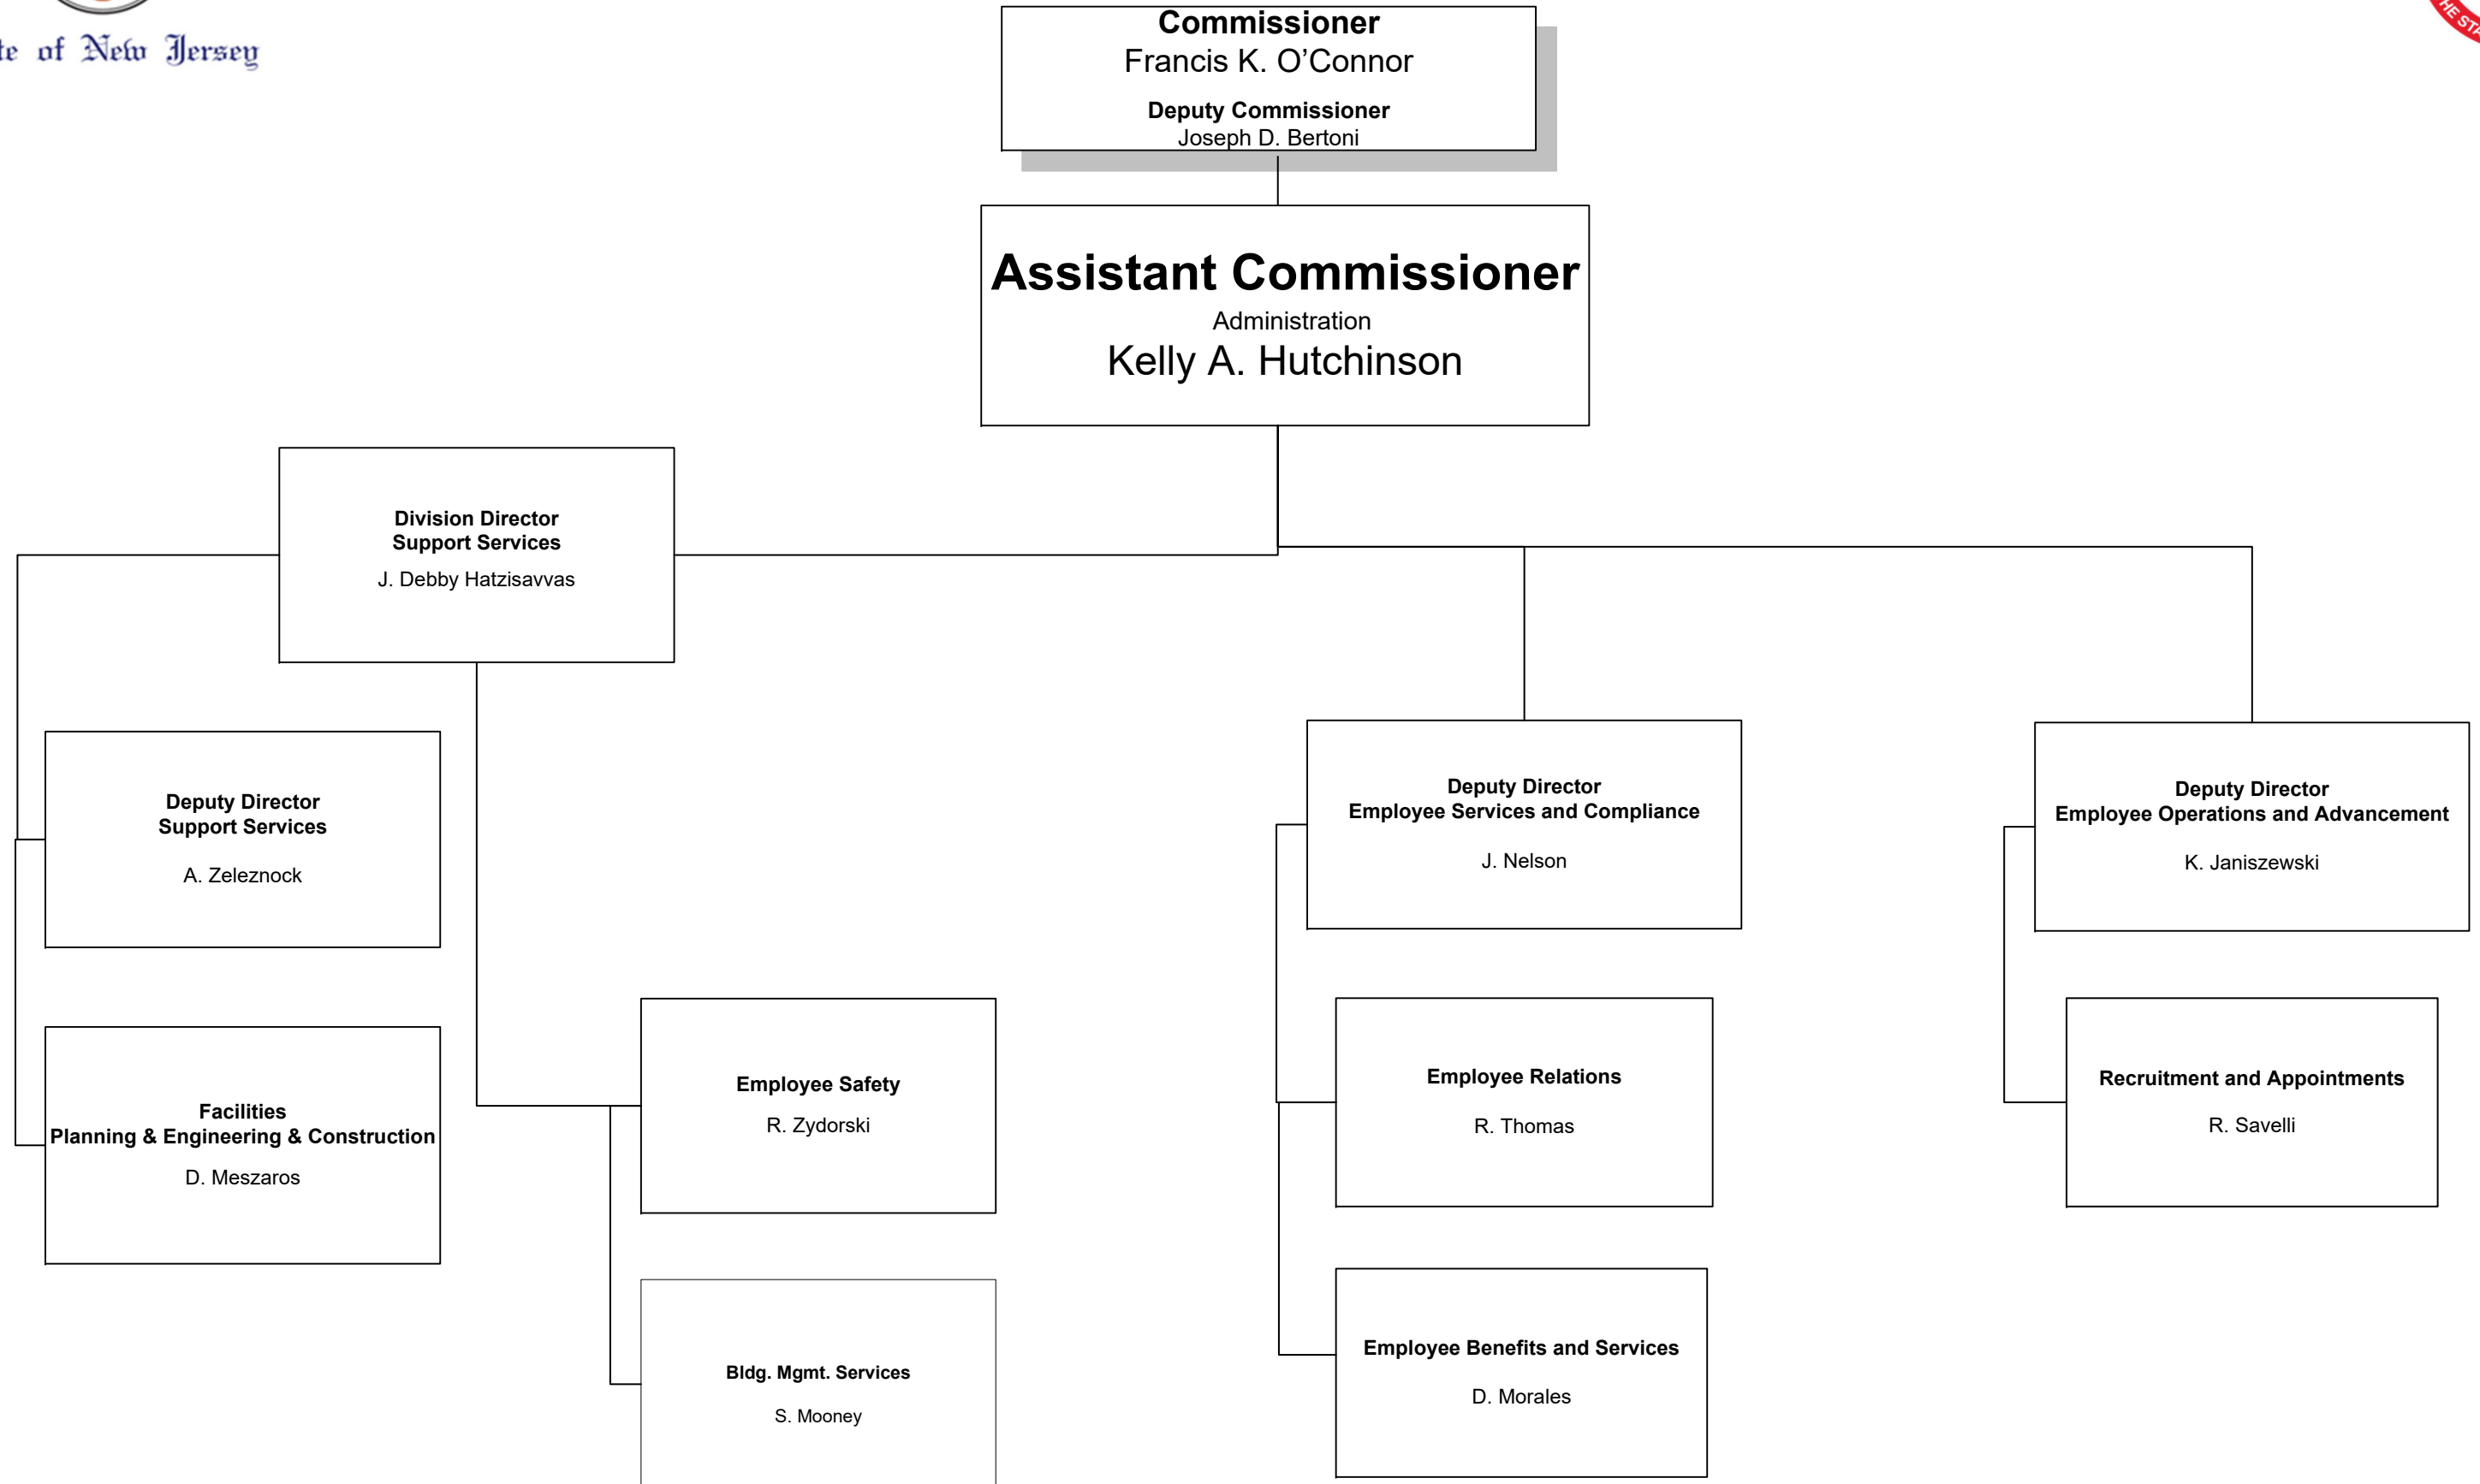 of New Jersey
Commissioner
Francis K. O’Connor
Deputy Commissioner
Joseph D. Bertoni
Assistant Commissioner
Administration
Kelly A. Hutchinson
Division Director
Support Services
J. Debby Hatzisavvas
Deputy Director
Support Services
A. Zeleznock
Facilities
Planning & Engineering & Construction
D. Meszaros
Employee Safety
R. Zydorski
Bldg. Mgmt. Services
S. Mooney
Deputy Director
Employee Services and Compliance
J. Nelson
Employee Relations
R. Thomas
Employee Benefits and Services
D. Morales
Deputy Director
Employee Operations and Advancement
K. Janiszewski
Recruitment and Appointments
R. Savelli